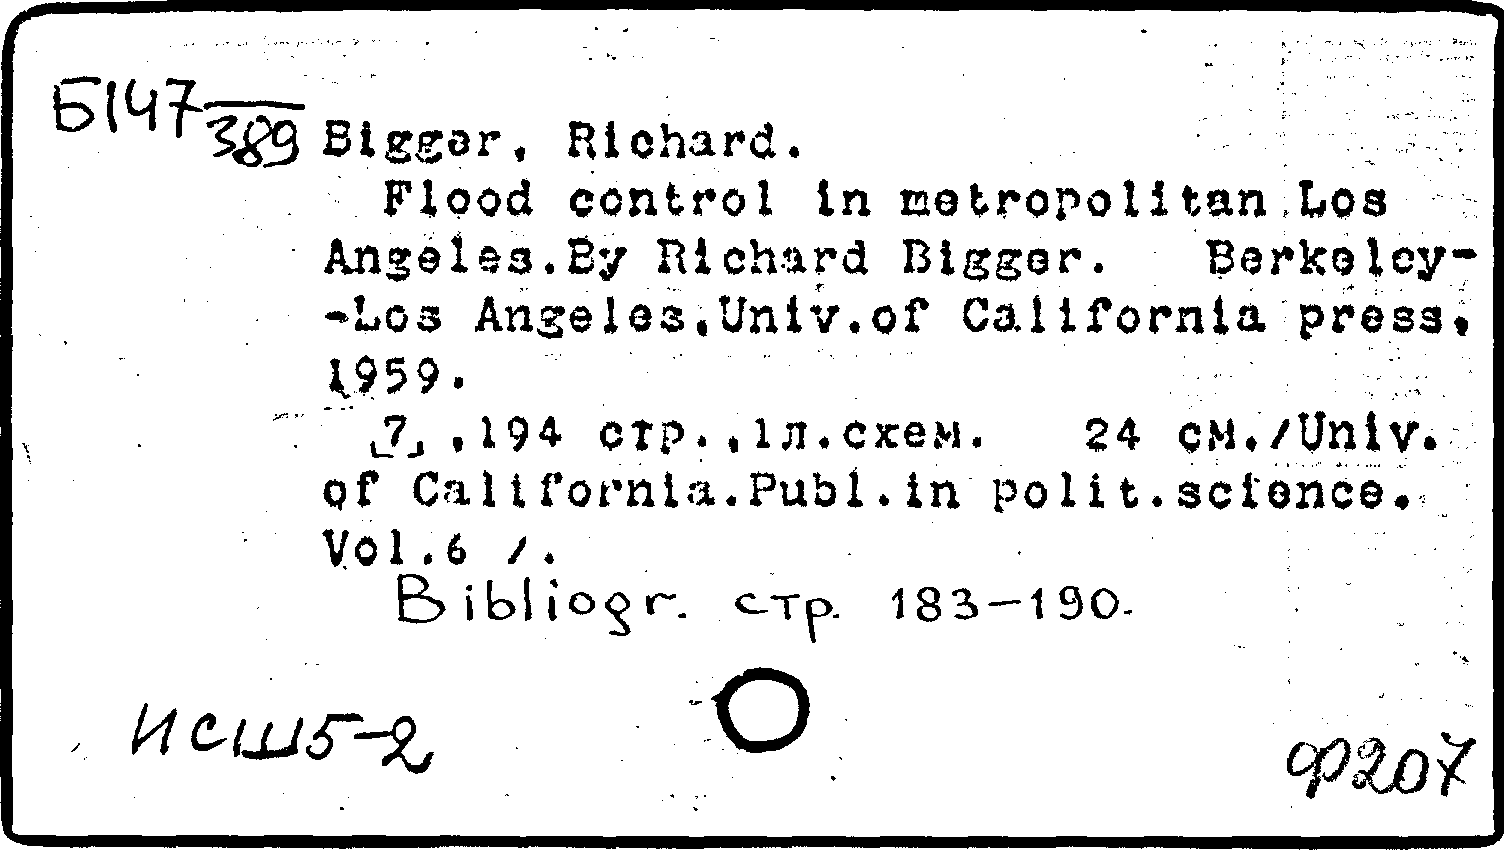 Б147
389 Bigger, Richard.
Flood control in metropolitan Los
Angeles.By Richard Bigger. Berkeley-
-Los Angeles,Univ.of California press,
1959.
[7],194 стр.,1л.схем. 24 см./Univ.
of California.Publ.in polit.science.
Vol.6 /.
Bibliogr. стр. 183-190.
ИСШ5-2
Ф207